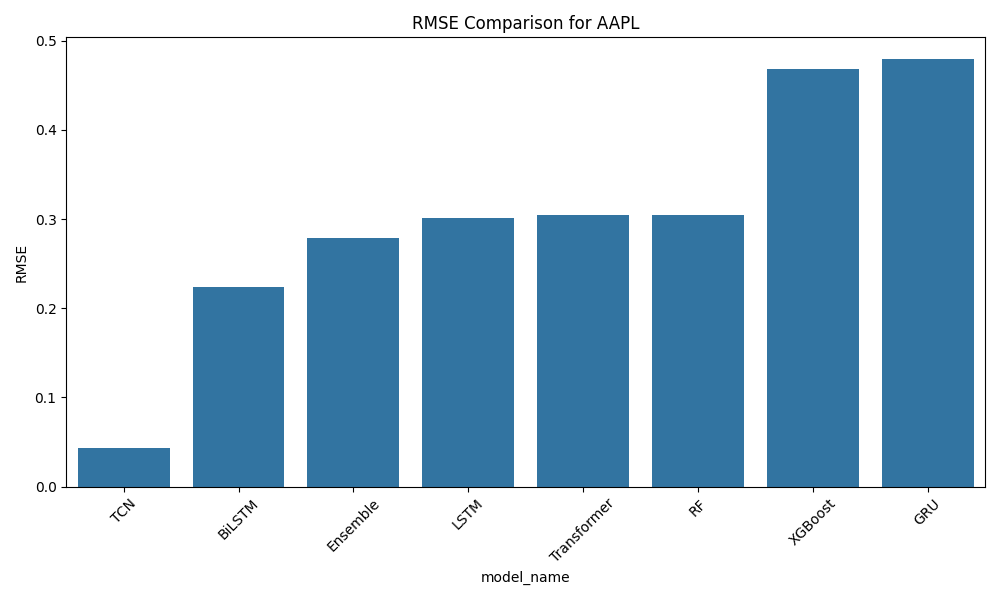 RMSE Comparison for AAPL
0.5
0.4
0.3
0.2
0.1
0.0
RMSE
TCN
BiLSTM
Ensemble
LSTM
Transformer
RF
XGBoost
GRU
model_name